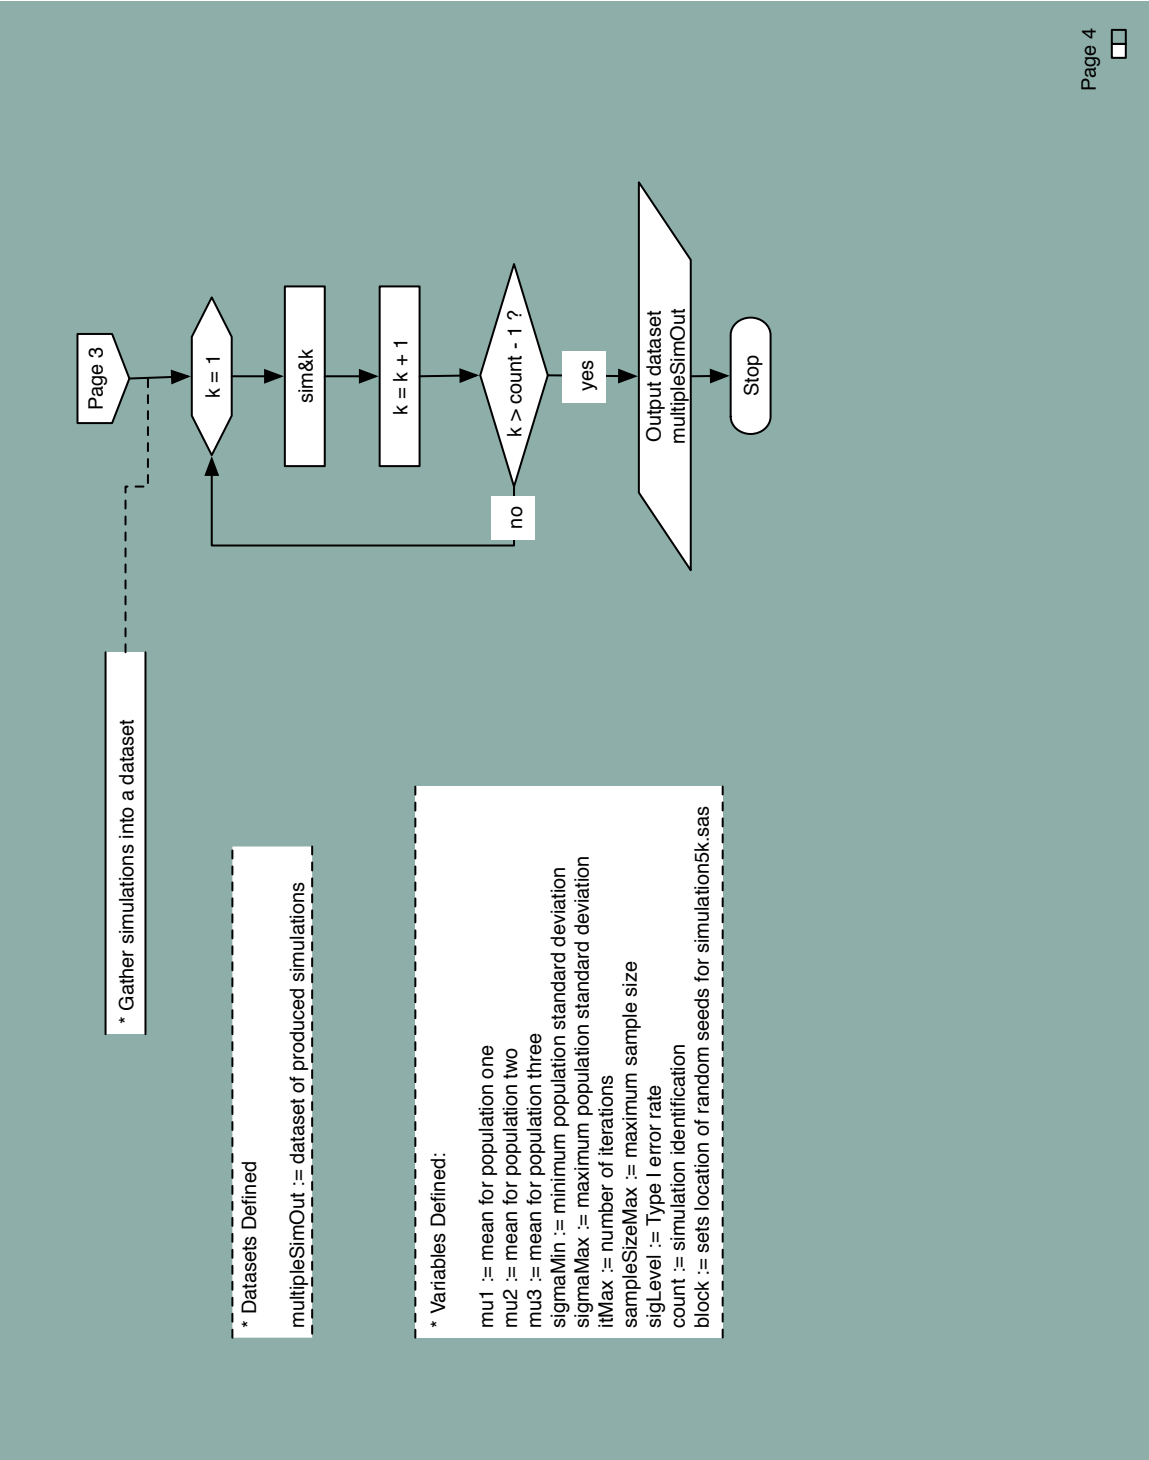 Page 4
Page 3
k = 1
sim&k
k = k + 1
k > count - 1 ?
no
yes
Output dataset
multipleSimOut
Stop
* Gather simulations into a dataset
* Datasets Defined
multipleSimOut := dataset of produced simulations
* Variables Defined:
mu1 := mean for population one
mu2 := mean for population two
mu3 := mean for population three
sigmaMin := minimum population standard deviation
sigmaMax := maximum population standard deviation
itMax := number of iterations
sampleSizeMax := maximum sample size
sigLevel := Type I error rate
count := simulation identification
block := sets location of random seeds for simulation5k.sas